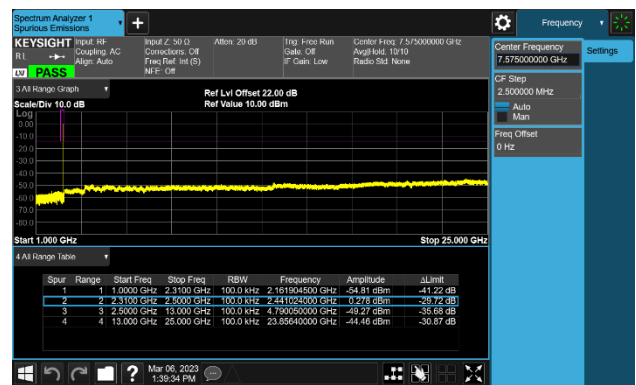 Spectrum Analyzer 1
Spurious Emissions
Frequency
KEYSIGHT Input: RF Input Z: 50 Ω Atten: 20 dB Trig: Free Run Center Freq: 7.575000000 GHz
RL Coupling: AC Corrections: Off Gate: Off Avg|Hold: 10/10
Align: Auto Freq Ref: Int (S) IF Gain: Low Radio Std: None
LW PASS NFE: Off
Center Frequency
7.575000000 GHz
Settings
CF Step
2.500000 MHz
Auto
Man
Freq Offset
0 Hz
3 All Range Graph
Ref Lvl Offset 22.00 dB
Scale/Div 10.0 dB Ref Value 10.00 dBm
Log
0.00
-10.0
-20.0
-30.0
-40.0
-50.0
-60.0
-70.0
-80.0
Start 1.000 GHz Stop 25.000 GHz
4 All Range Table
Spur Range Start Freq Stop Freq RBW Frequency Amplitude ΔLimit
1 1 1.0000 GHz 2.3100 GHz 100.0 kHz 2.161904500 GHz -54.81 dBm -41.22 dB
2 2 2.3100 GHz 2.5000 GHz 100.0 kHz 2.441024000 GHz 0.278 dBm -29.72 dB
3 3 2.5000 GHz 13.000 GHz 100.0 kHz 4.790050000 GHz -49.27 dBm -35.68 dB
4 4 13.000 GHz 25.000 GHz 100.0 kHz 23.85640000 GHz -44.46 dBm -30.87 dB
Mar 06, 2023
1:39:34 PM